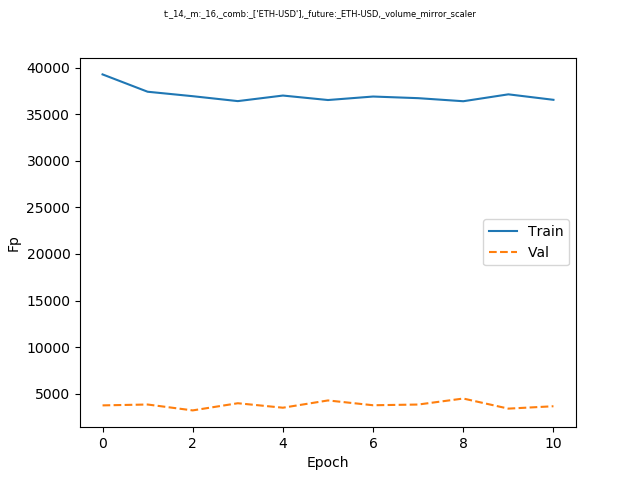 t:_14,_m:_16,_comb:_['ETH-USD'],_future:_ETH-USD,_volume_mirror_scaler
40000
35000
30000
25000
20000
15000
10000
5000
Fp
Train
Val
0 2 4 6 8 10
Epoch